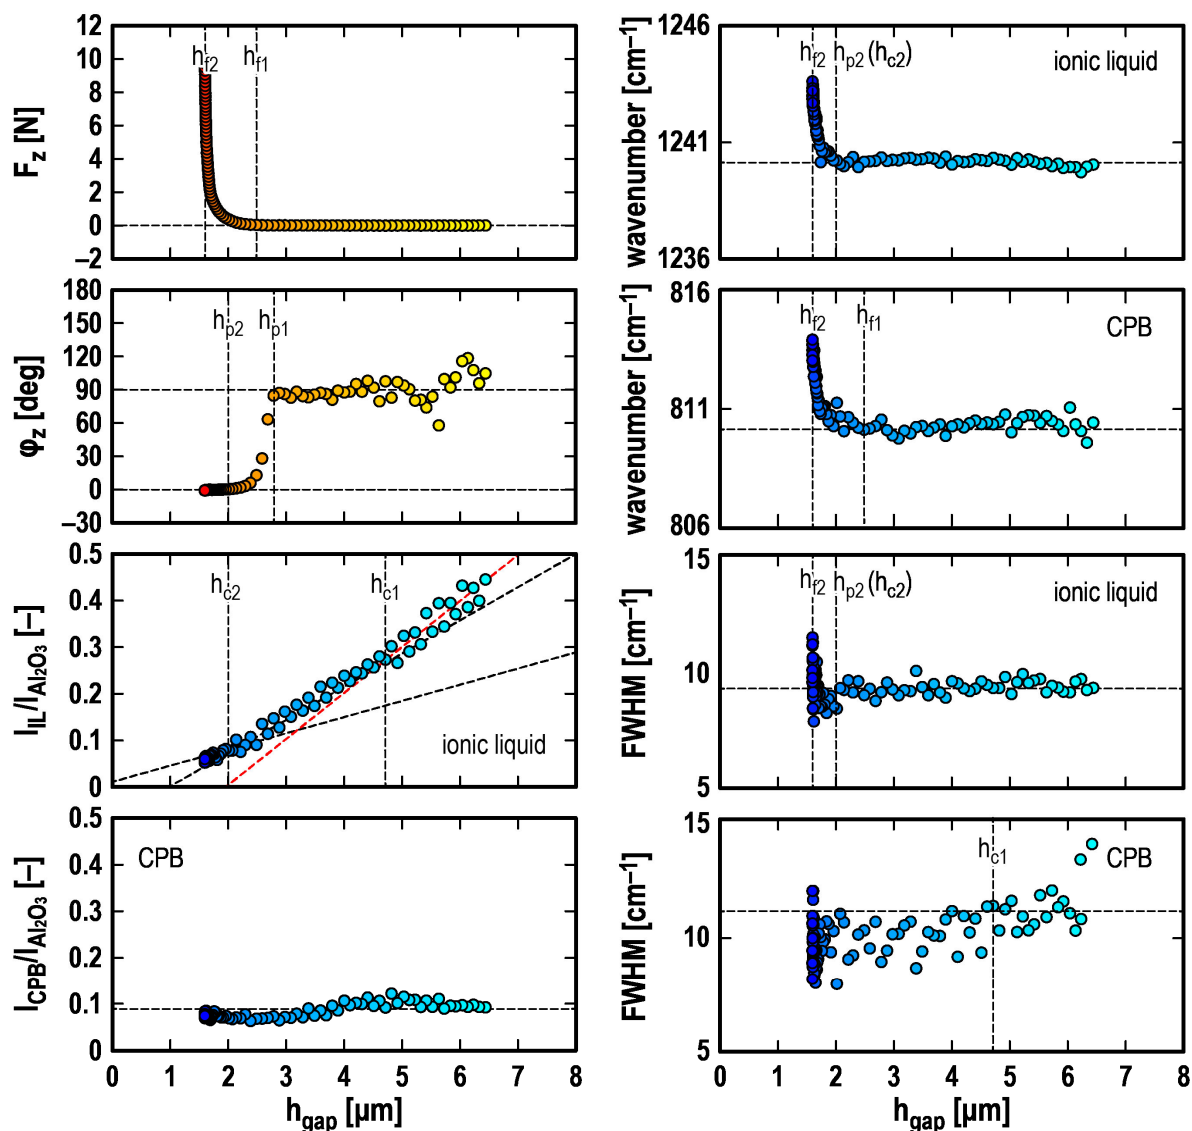 12
10
8
6
4
2
0
−2
F_z [N]
h_f2
h_f1
180
150
120
90
60
30
0
−30
φ_z [deg]
h_p2
h_p1
0.5
0.4
0.3
0.2
0.1
0
I_IL/I_Al₂O₃ [−]
h_c2
h_c1
ionic liquid
0.5
0.4
0.3
0.2
0.1
0
I_CPB/I_Al₂O₃ [−]
CPB
0 1 2 3 4 5 6 7 8
h_gap [µm]
1246
1241
1236
wavenumber [cm⁻¹]
h_f2
h_p2 (h_c2)
ionic liquid
816
811
806
wavenumber [cm⁻¹]
h_f2
h_f1
CPB
15
10
5
FWHM [cm⁻¹]
h_f2
h_p2 (h_c2)
ionic liquid
15
10
5
FWHM [cm⁻¹]
h_c1
CPB
0 1 2 3 4 5 6 7 8
h_gap [µm]